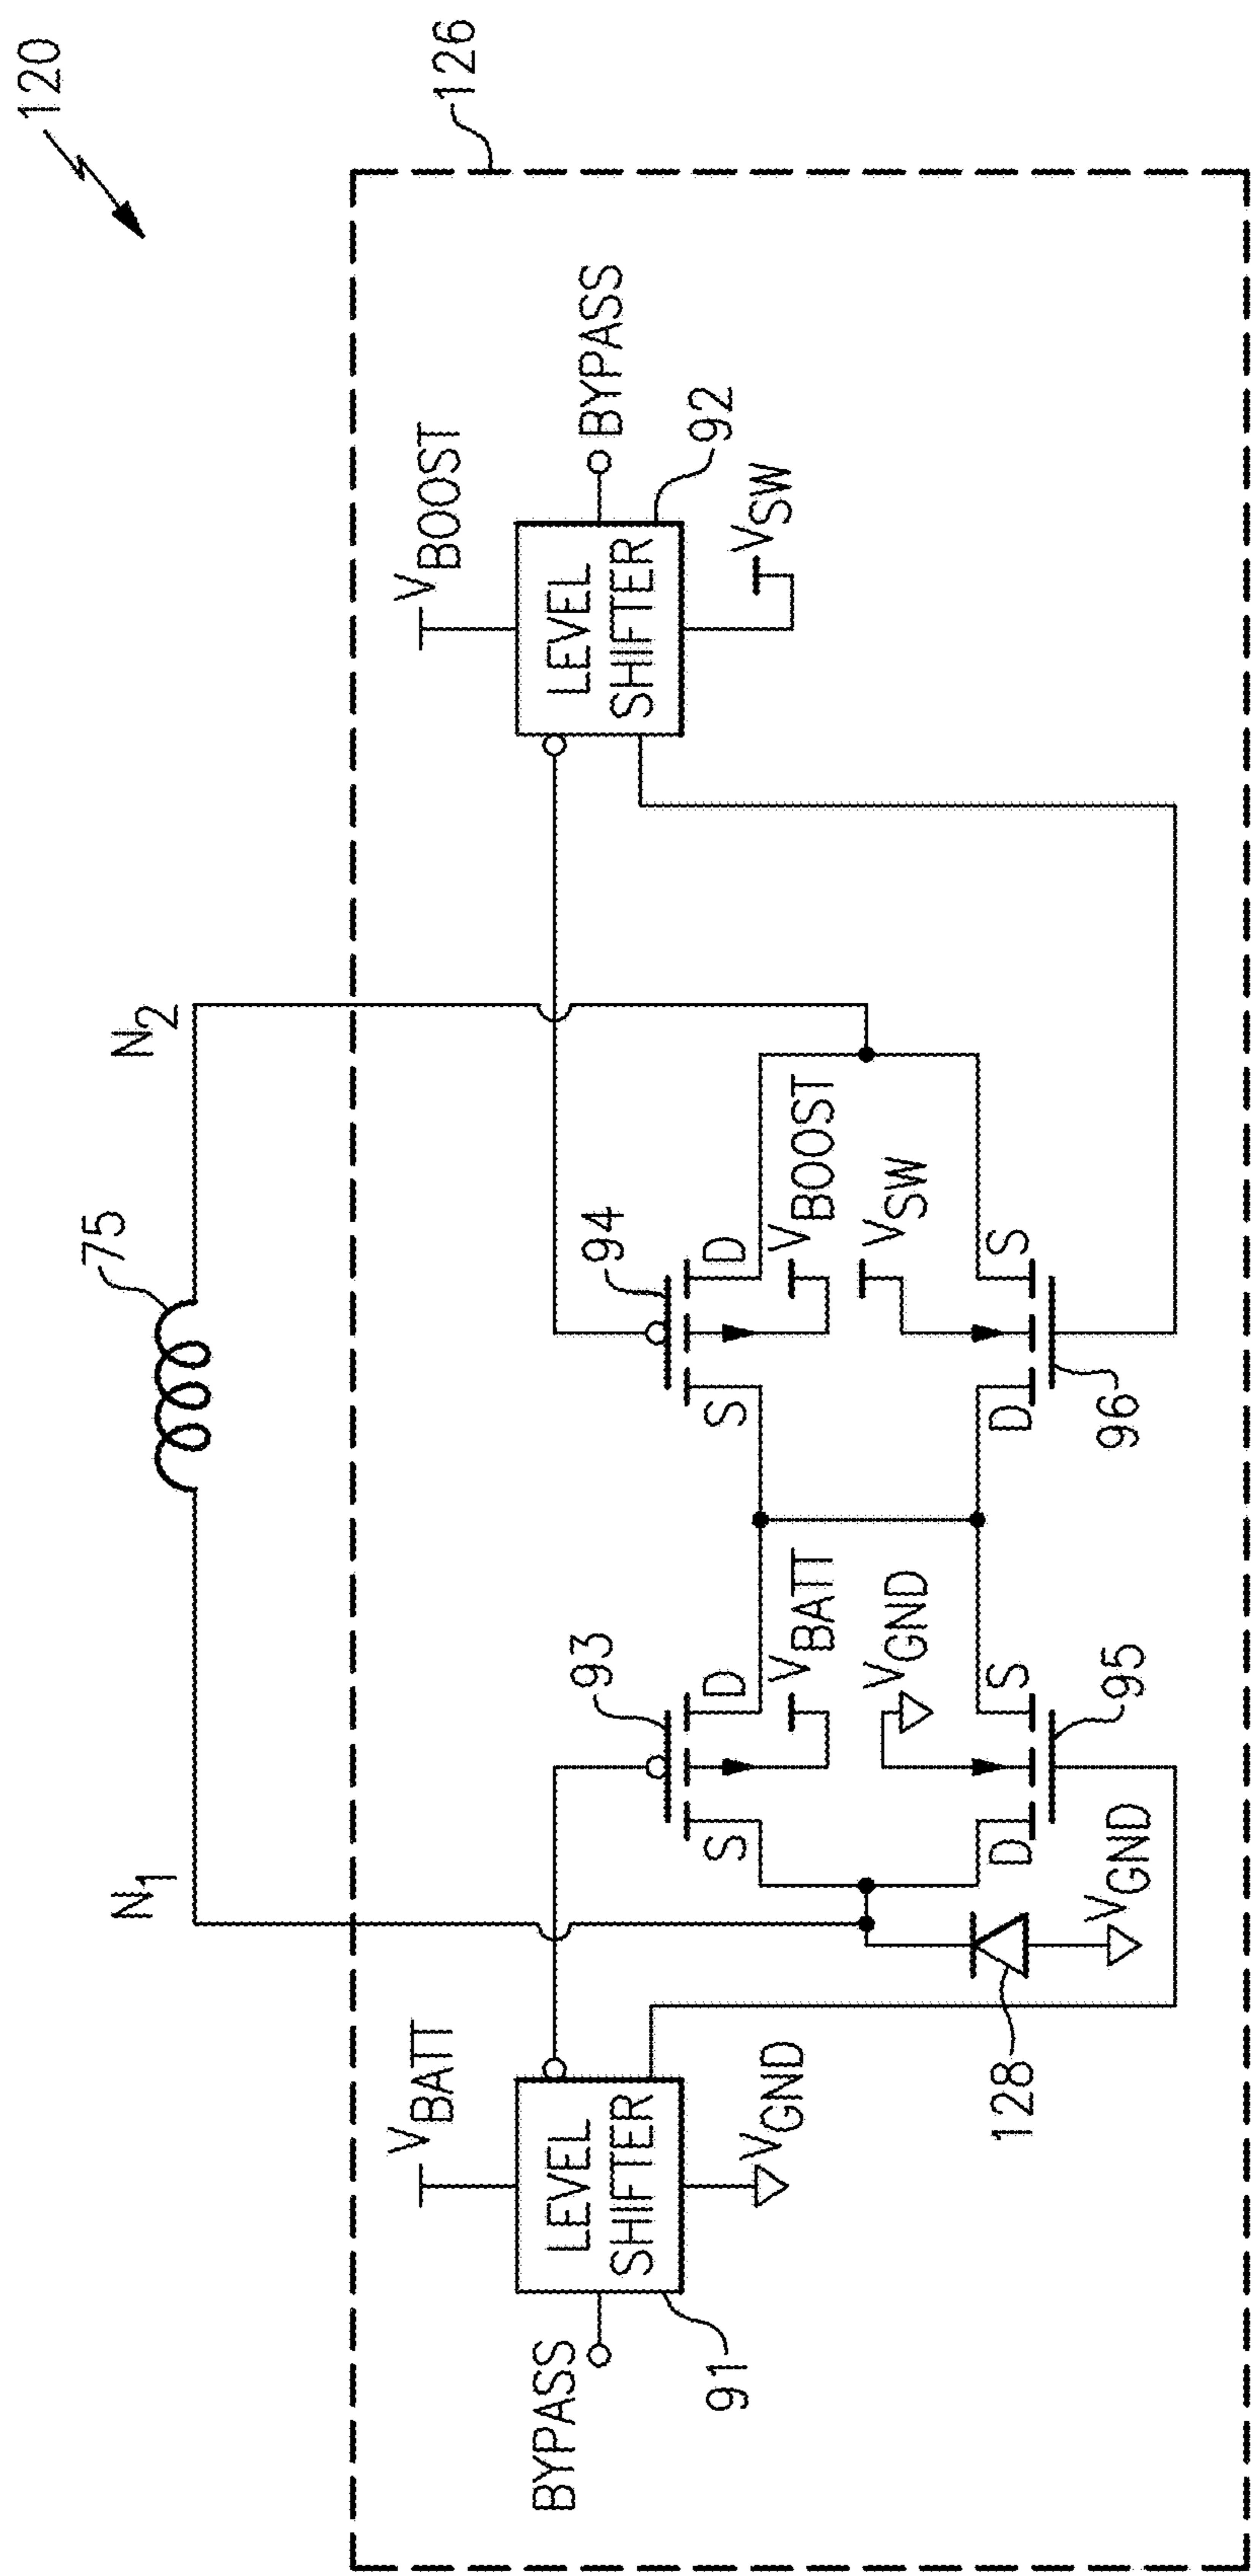 120
126
75
N1
N2
VBATT
VBOOST
BYPASS
LEVEL
SHIFTER
91
LEVEL
SHIFTER
BYPASS
92
VGND
VSW
93
94
S
D
S
D
VBATT
VBOOST
VGND
VSW
D
S
D
S
128
VGND
95
96